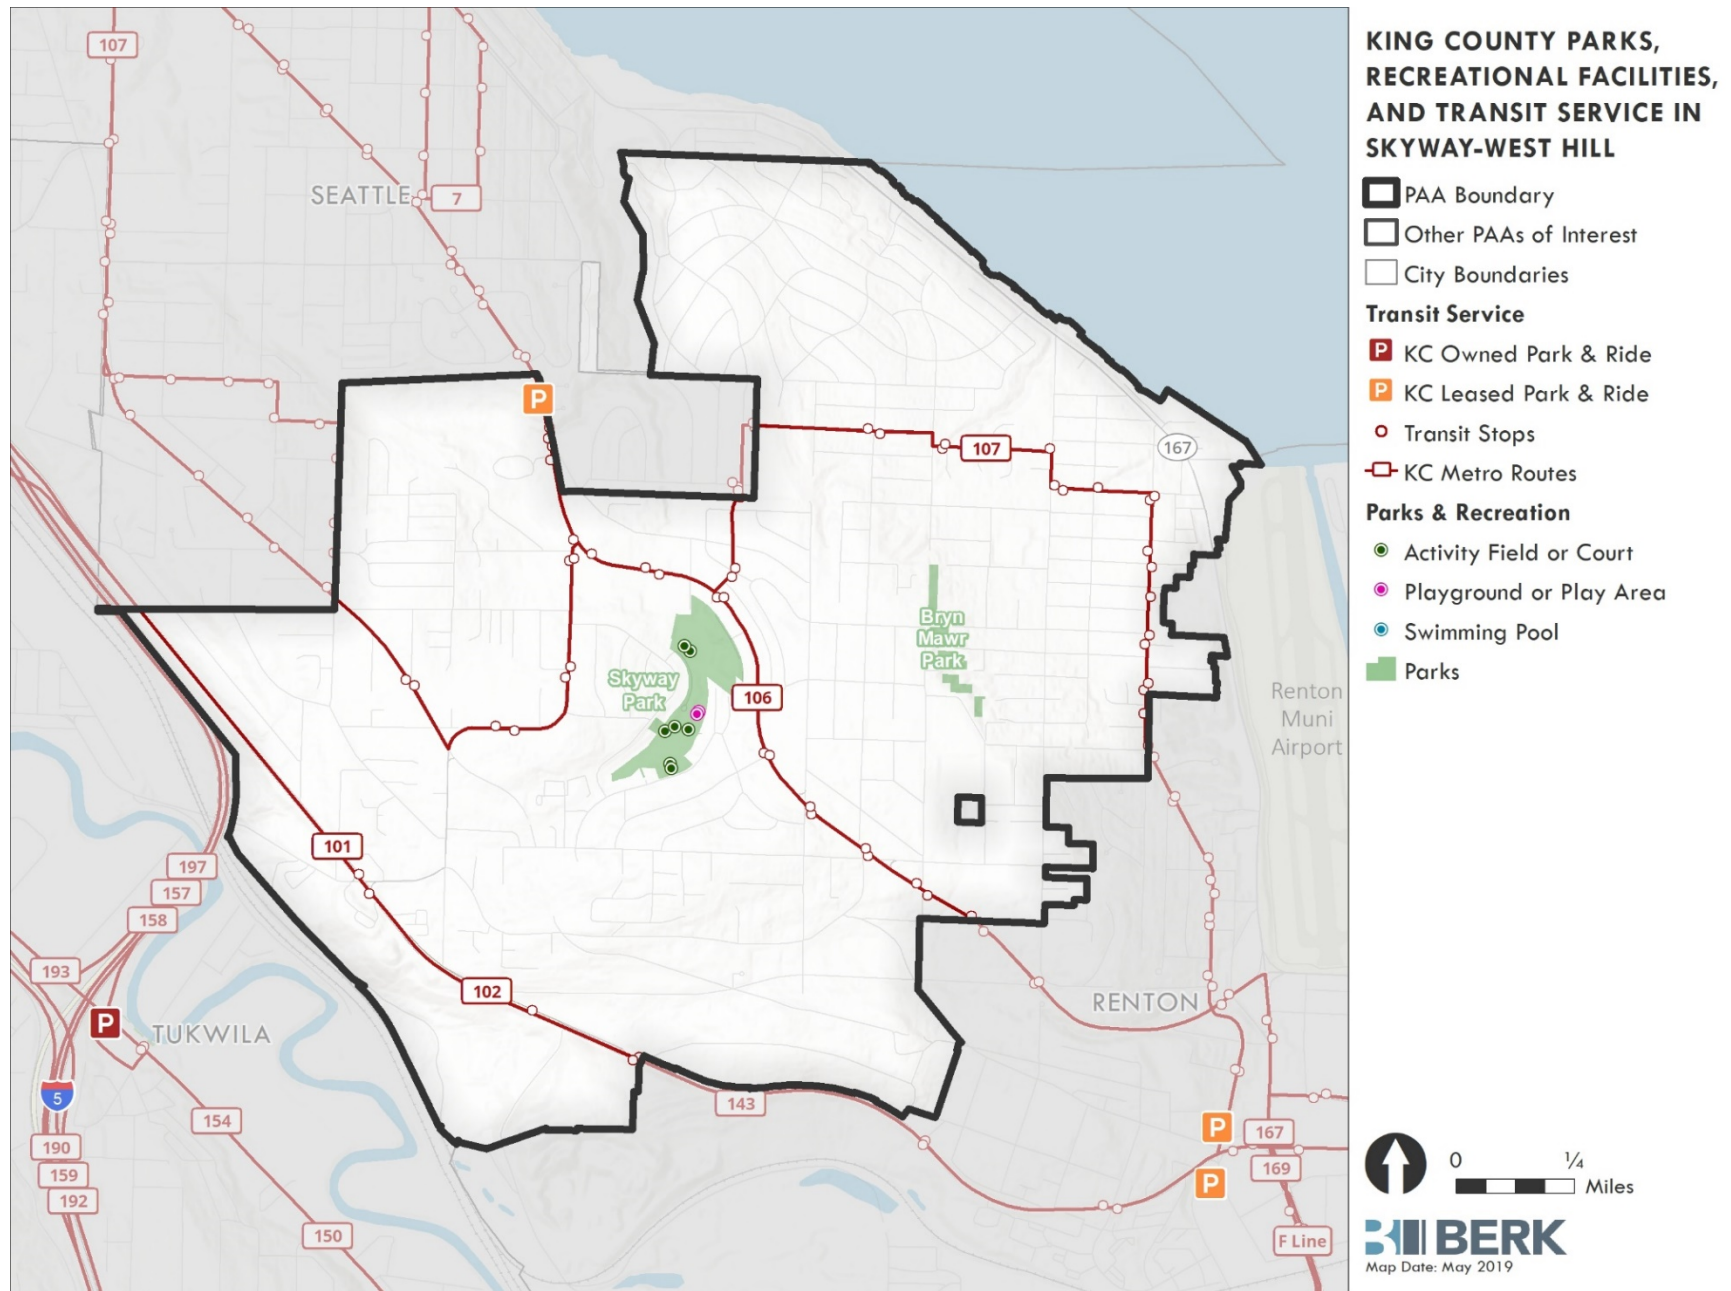 KING COUNTY PARKS,
RECREATIONAL FACILITIES,
AND TRANSIT SERVICE IN
SKYWAY-WEST HILL
PAA Boundary
Other PAAs of Interest
City Boundaries
Transit Service
P KC Owned Park & Ride
P KC Leased Park & Ride
Transit Stops
KC Metro Routes
Parks & Recreation
Activity Field or Court
Playground or Play Area
Swimming Pool
Parks
107
SEATTLE
7
P
107
167
Bryn
Mawr
Park
Skyway
Park
106
Renton
Muni
Airport
101
197
157
158
193
102
RENTON
P
TUKWILA
5
143
154
P
167
190
159
169
192
P
150
F Line
0 ¼
Miles
BERK
Map Date: May 2019